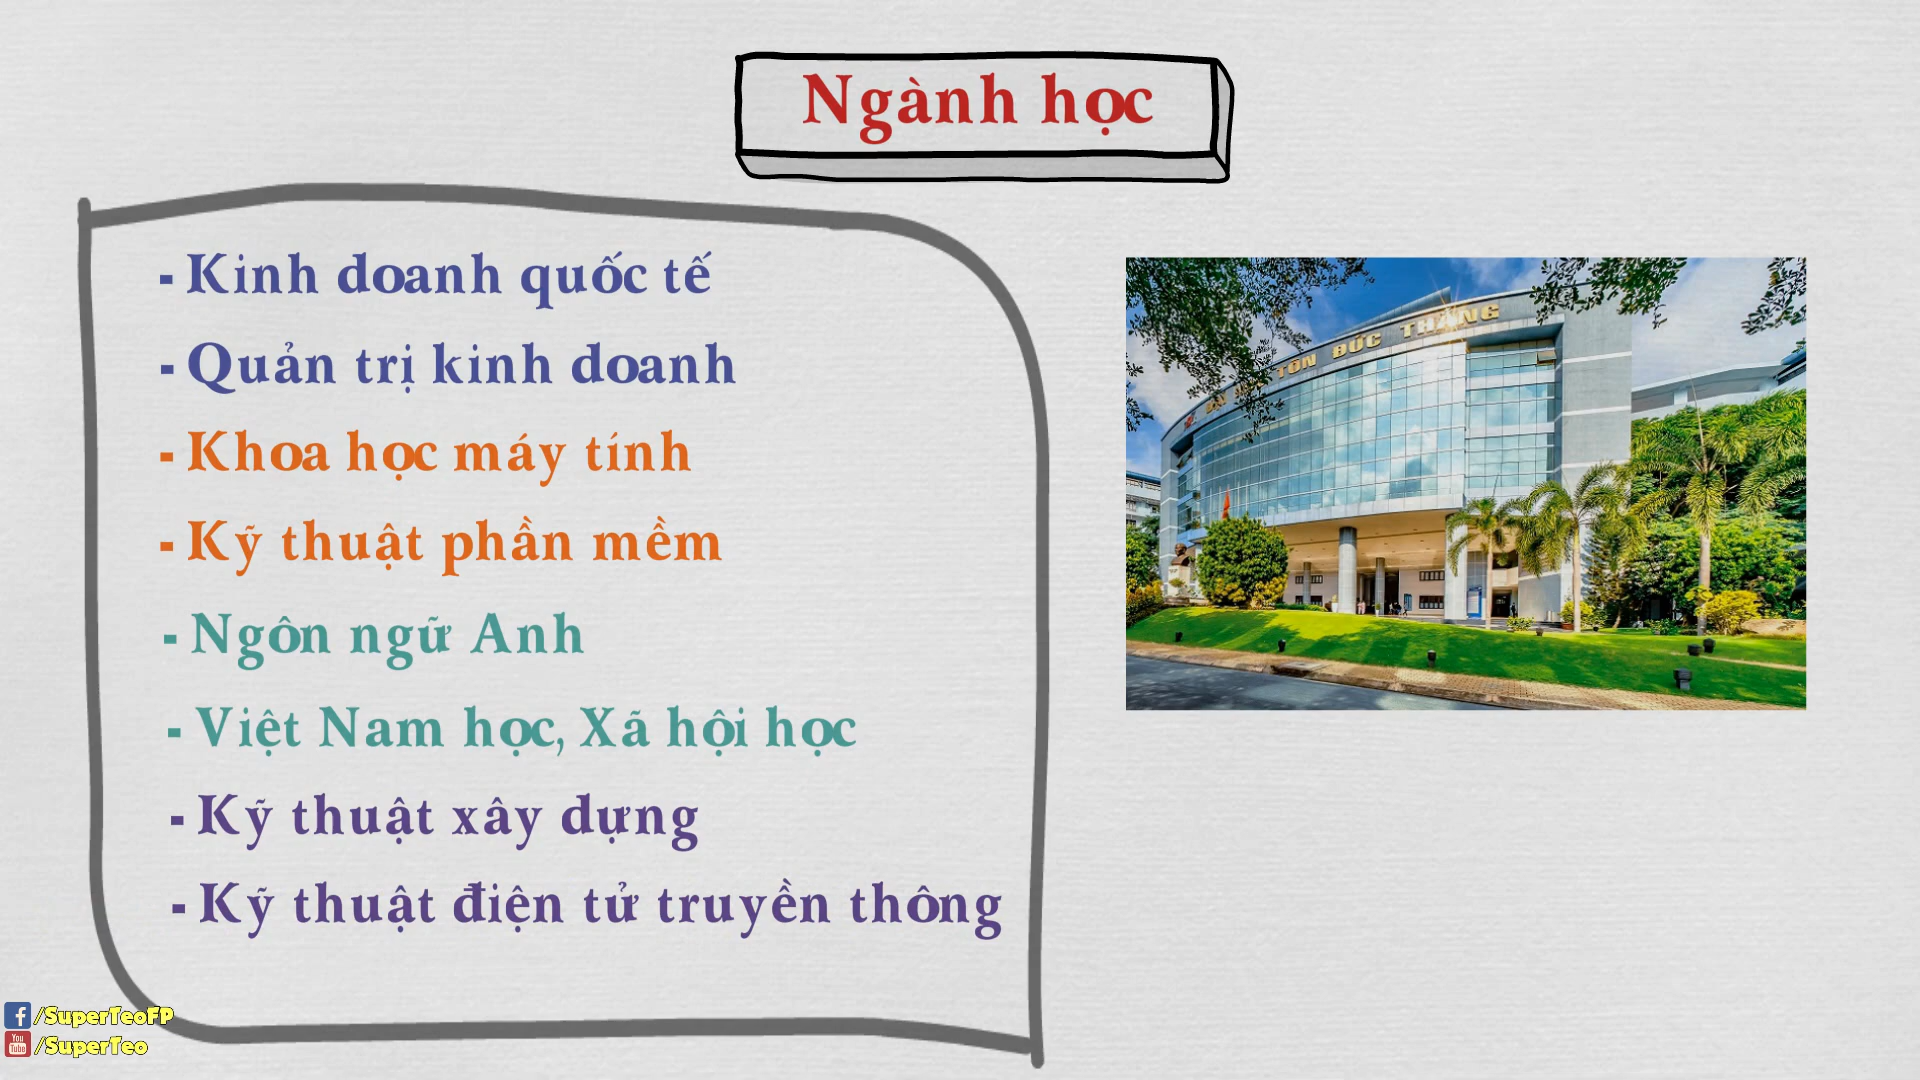 Ngành học
- Kinh doanh quốc tế
- Quản trị kinh doanh
- Khoa học máy tính
- Kỹ thuật phần mềm
- Ngôn ngữ Anh
- Việt Nam học, Xã hội học
- Kỹ thuật xây dựng
- Kỹ thuật điện tử truyền thông
TÔN ĐỨC THẮNG
/SuperTeoFP
You Tube /SuperTeo